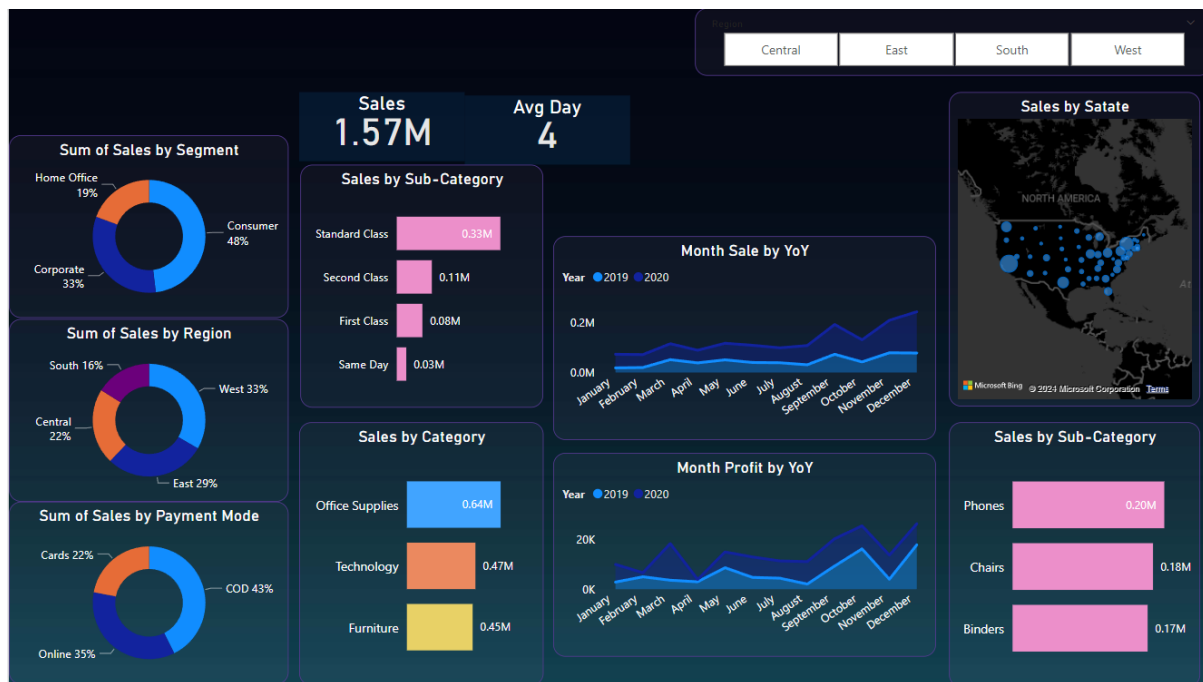 Region
Central
East
South
West
Sales
1.57M
Avg Day
4
Sum of Sales by Segment
Home Office
19%
Consumer
48%
Corporate
33%
Sum of Sales by Region
South 16%
West 33%
Central
22%
East 29%
Sum of Sales by Payment Mode
Cards 22%
COD 43%
Online 35%
Sales by Sub-Category
Standard Class
0.33M
Second Class
0.11M
First Class
0.08M
Same Day
0.03M
Sales by Category
Office Supplies
0.64M
Technology
0.47M
Furniture
0.45M
Month Sale by YoY
Year 2019 2020
0.2M
0.0M
January
February
March
April
May
June
July
August
September
October
November
December
Month Profit by YoY
Year 2019 2020
20K
0K
January
February
March
April
May
June
July
August
September
October
November
December
Sales by Satate
NORTH AMERICA
At
Microsoft Bing
© 2024 Microsoft Corporation Terms
Sales by Sub-Category
Phones
0.20M
Chairs
0.18M
Binders
0.17M